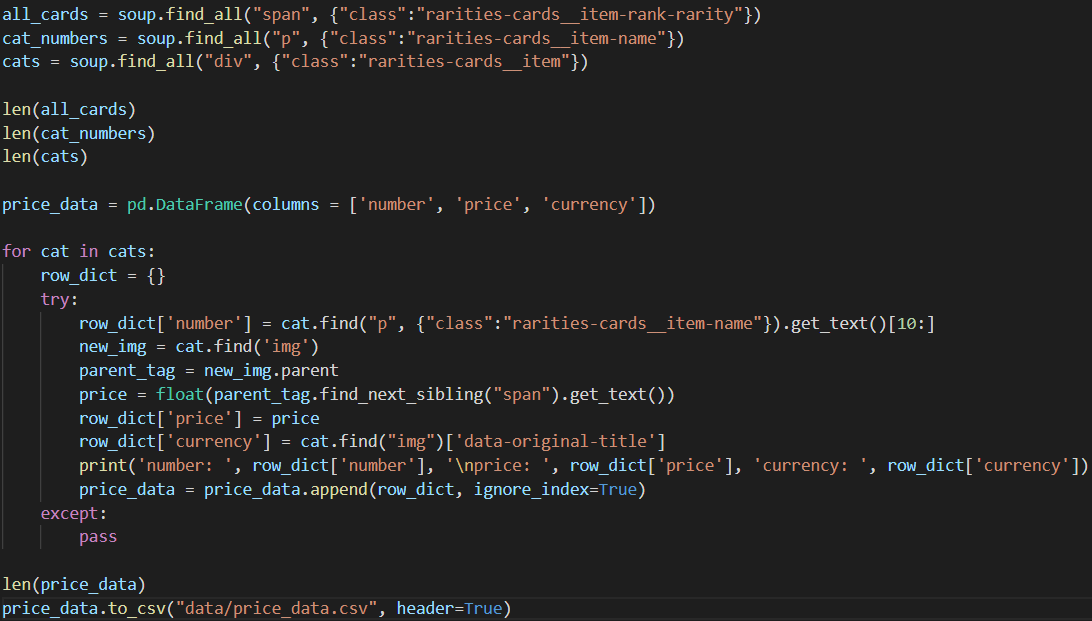 all_cards = soup.find_all("span", {"class":"rarities-cards__item-rank-rarity"})
cat_numbers = soup.find_all("p", {"class":"rarities-cards__item-name"})
cats = soup.find_all("div", {"class":"rarities-cards__item"})

len(all_cards)
len(cat_numbers)
len(cats)

price_data = pd.DataFrame(columns = ['number', 'price', 'currency'])

for cat in cats:
    row_dict = {}
    try:
        row_dict['number'] = cat.find("p", {"class":"rarities-cards__item-name"}).get_text()[10:]
        new_img = cat.find('img')
        parent_tag = new_img.parent
        price = float(parent_tag.find_next_sibling("span").get_text())
        row_dict['price'] = price
        row_dict['currency'] = cat.find("img")['data-original-title']
        print('number: ', row_dict['number'], '\nprice: ', row_dict['price'], 'currency: ', row_dict['currency'])
        price_data = price_data.append(row_dict, ignore_index=True)
    except:
        pass

len(price_data)
price_data.to_csv("data/price_data.csv", header=True)